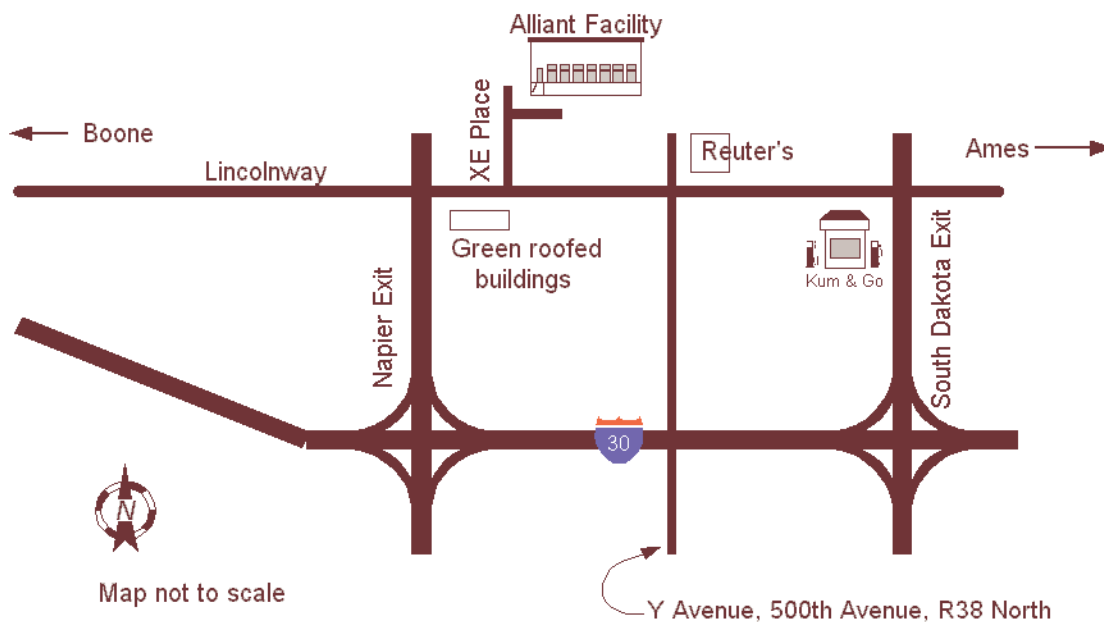 Alliant Facility
XE Place
Boone
Reuter's
Ames
Lincolnway
Green roofed
buildings
Kum & Go
Napier Exit
South Dakota Exit
30
N
Map not to scale
Y Avenue, 500th Avenue, R38 North